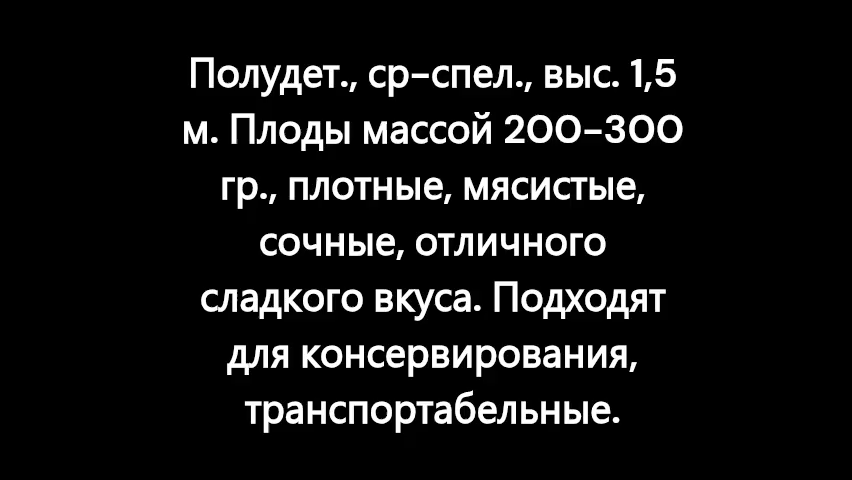 Полудет., ср-спел., выс. 1,5
м. Плоды массой 200-300
гр., плотные, мясистые,
сочные, отличного
сладкого вкуса. Подходят
для консервирования,
транспортабельные.